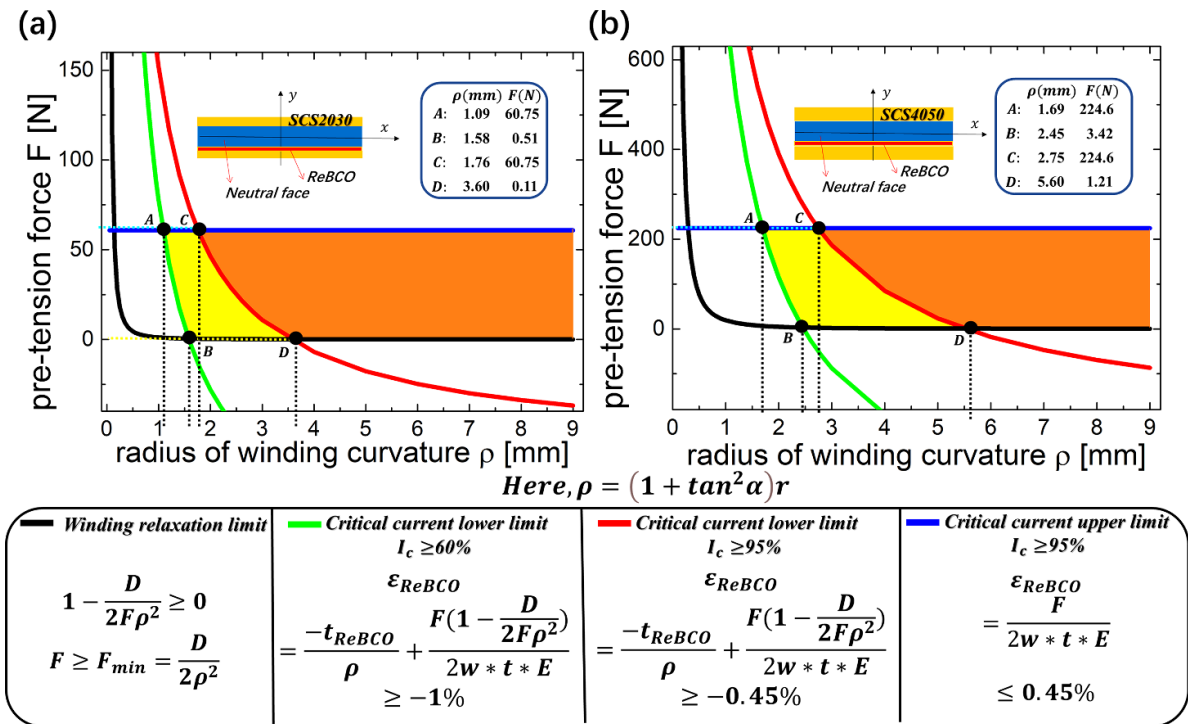 (a)
pre-tension force F [N]
150
100
50
0
0 1 2 3 4 5 6 7 8 9
radius of winding curvature ρ [mm]
y
x
SCS2030
ReBCO
Neutral face
ρ(mm) F(N)
A: 1.09 60.75
B: 1.58 0.51
C: 1.76 60.75
D: 3.60 0.11
A
C
B
D
(b)
pre-tension force F [N]
600
400
200
0
0 1 2 3 4 5 6 7 8 9
radius of winding curvature ρ [mm]
y
x
SCS4050
ReBCO
Neutral face
ρ(mm) F(N)
A: 1.69 224.6
B: 2.45 3.42
C: 2.75 224.6
D: 5.60 1.21
A
C
B
D
Here, ρ = (1 + tan²α)r
Winding relaxation limit
1 − D/(2Fρ²) ≥ 0
F ≥ F_min = D/(2ρ²)
Critical current lower limit
I_c ≥60%
ε_ReBCO
= −t_ReBCO/ρ + F(1 − D/(2Fρ²))/(2w * t * E)
≥ −1%
Critical current lower limit
I_c ≥95%
ε_ReBCO
= −t_ReBCO/ρ + F(1 − D/(2Fρ²))/(2w * t * E)
≥ −0.45%
Critical current upper limit
I_c ≥95%
ε_ReBCO
= F/(2w * t * E)
≤ 0.45%